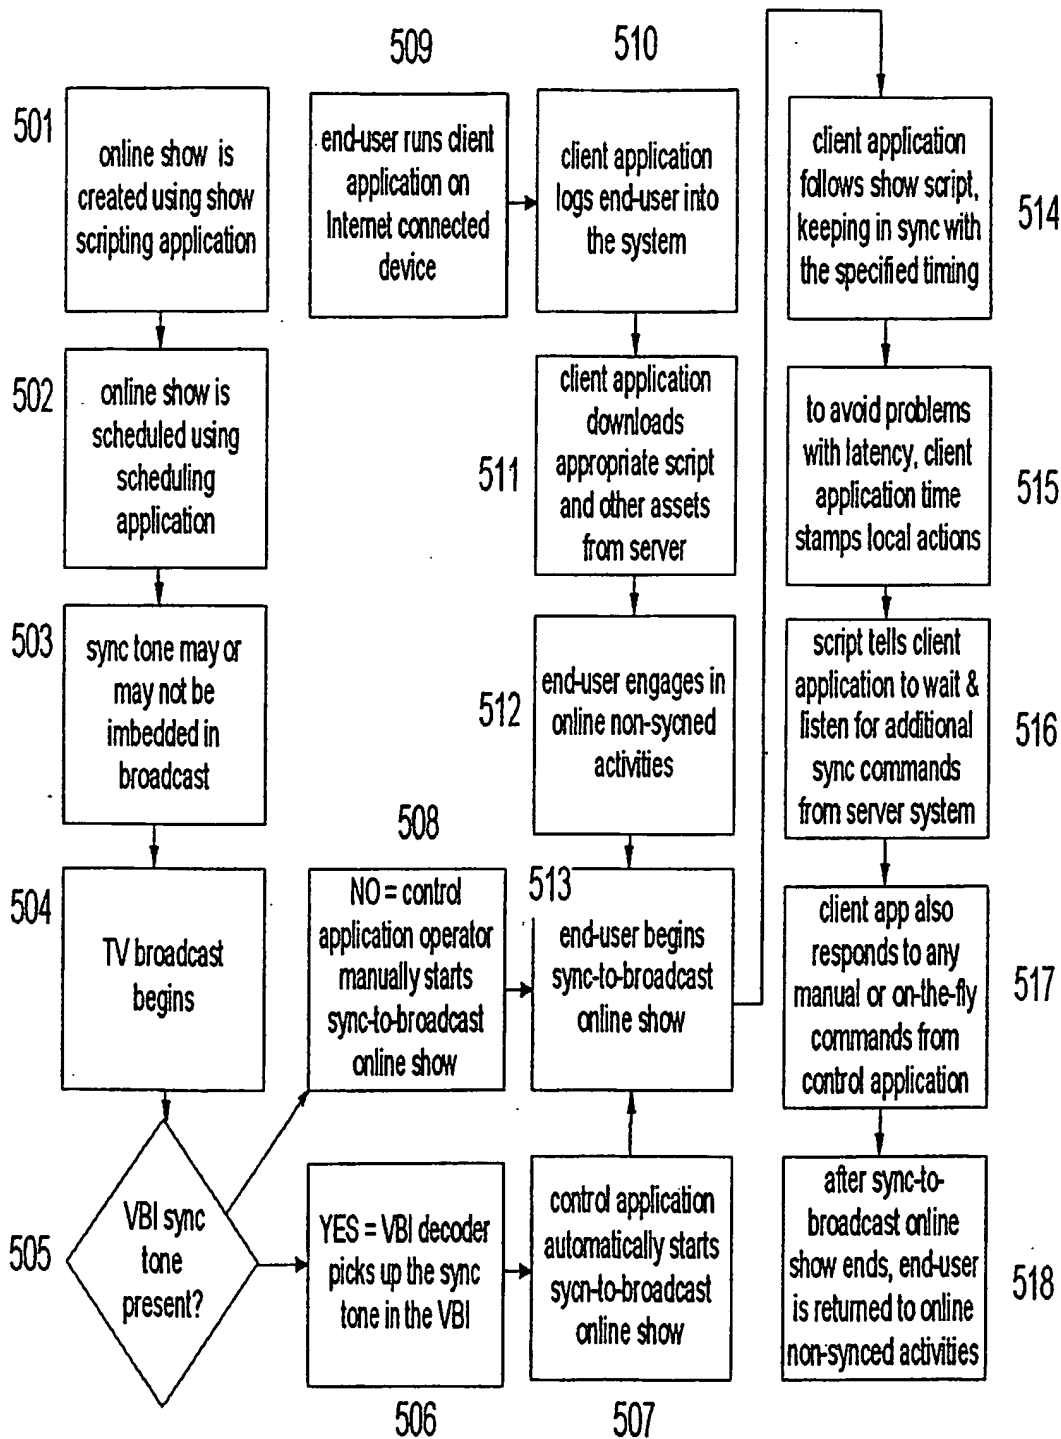 501
online show is
created using show
scripting application
502
online show is
scheduled using
scheduling
application
503
sync tone may or
may not be
imbedded in
broadcast
504
TV broadcast
begins
505
VBI sync
tone
present?
YES = VBI decoder
picks up the sync
tone in the VBI
506
control application
automatically starts
sycn-to-broadcast
online show
507
508
NO = control
application operator
manually starts
sync-to-broadcast
online show
509
end-user runs client
application on
Internet connected
device
510
client application
logs end-user into
the system
511
client application
downloads
appropriate script
and other assets
from server
512
end-user engages in
online non-sycned
activities
513
end-user begins
sync-to-broadcast
online show
client application
follows show script,
keeping in sync with
the specified timing
514
to avoid problems
with latency, client
application time
stamps local actions
515
script tells client
application to wait &
listen for additional
sync commands
from server system
516
client app also
responds to any
manual or on-the-fly
commands from
control application
517
after sync-to-
broadcast online
show ends, end-user
is returned to online
non-synced activities
518